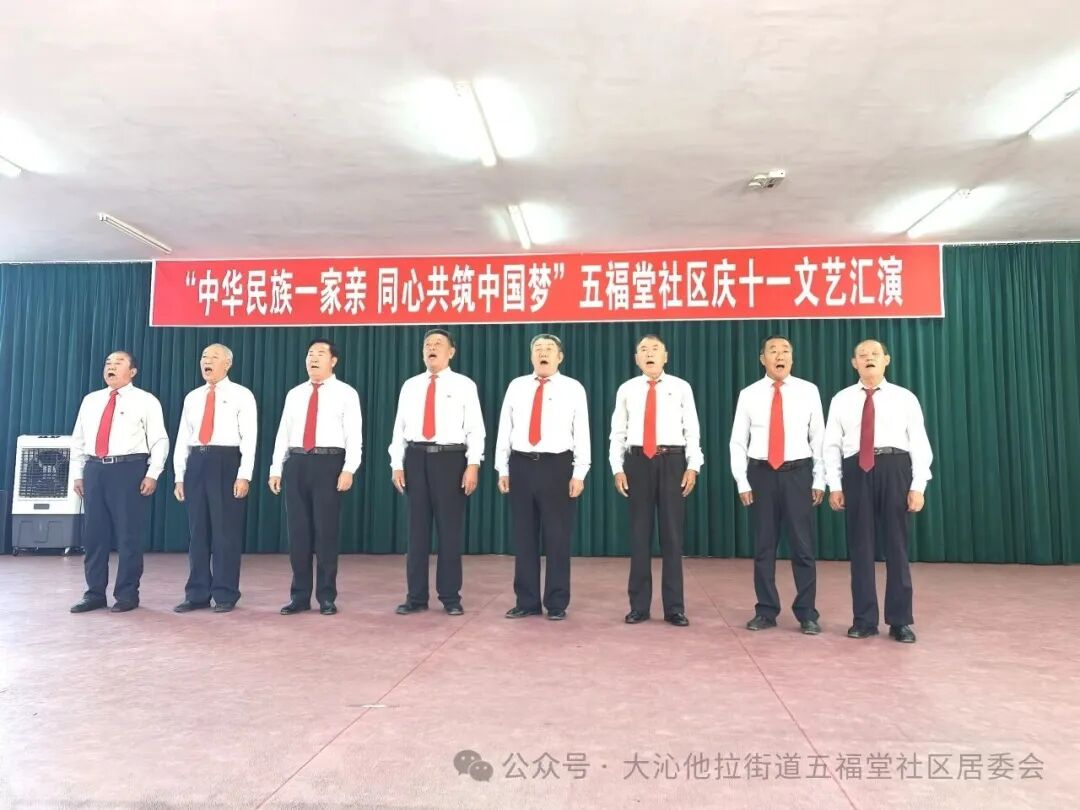 “中华民族一家亲 同心共筑中国梦”五福堂社区庆十一文艺汇演
公众号·大沁他拉街道五福堂社区居委会